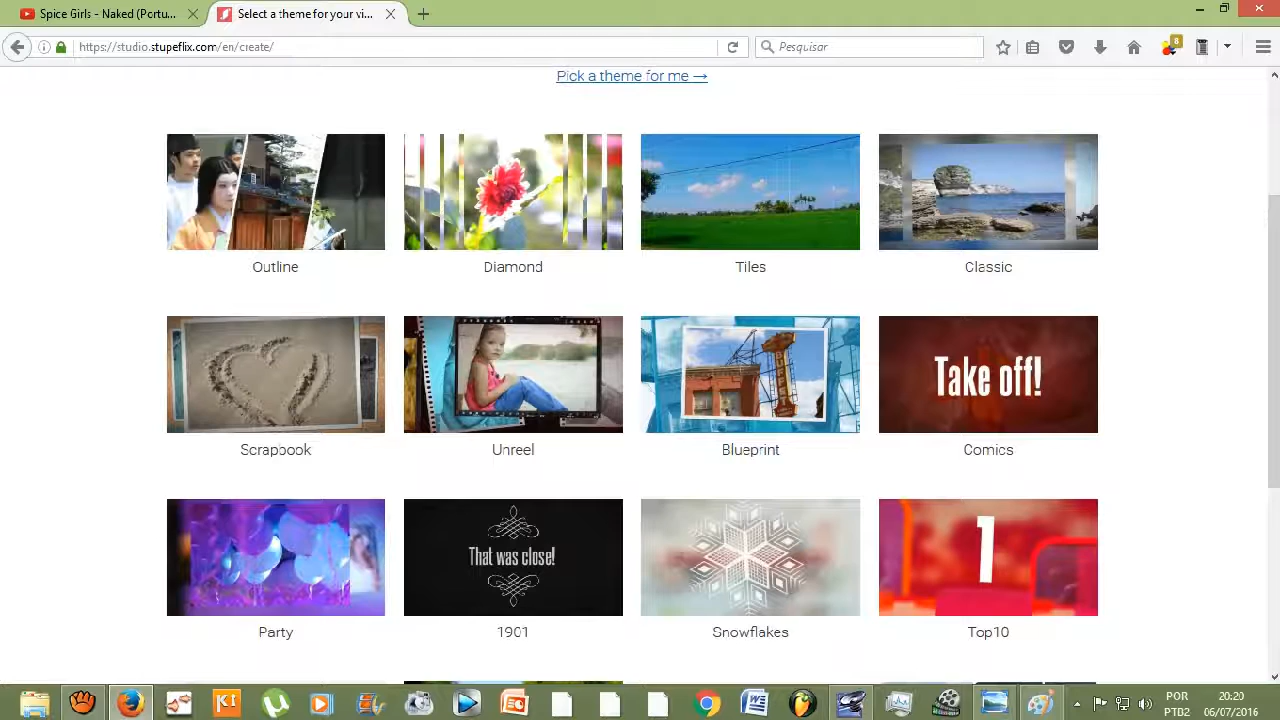 Spice Girls - Naked (Portu...
Select a theme for your vi...
https://studio.stupeflix.com/en/create/
Pesquisar
8
Pick a theme for me →
Outline
Diamond
Tiles
Classic
Take off!
Scrapbook
Unreel
Blueprint
Comics
That was close!
1
Party
1901
Snowflakes
Top10
POR
20:20
PTB2
06/07/2016